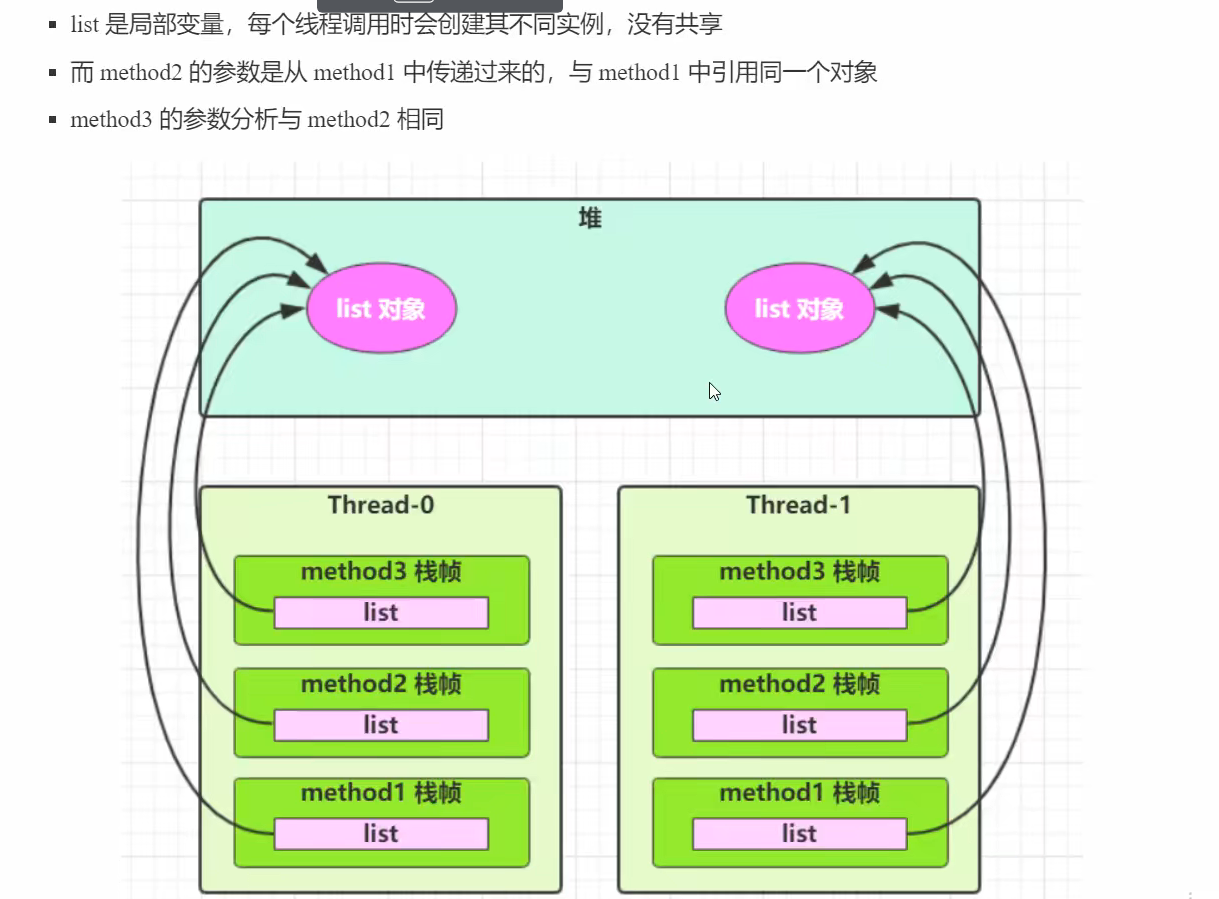 list 是局部变量，每个线程调用时会创建其不同实例，没有共享
而 method2 的参数是从 method1 中传递过来的，与 method1 中引用同一个对象
method3 的参数分析与 method2 相同
堆
list 对象
list 对象
Thread-0
Thread-1
method3 栈帧
method3 栈帧
list
list
method2 栈帧
method2 栈帧
list
list
method1 栈帧
method1 栈帧
list
list